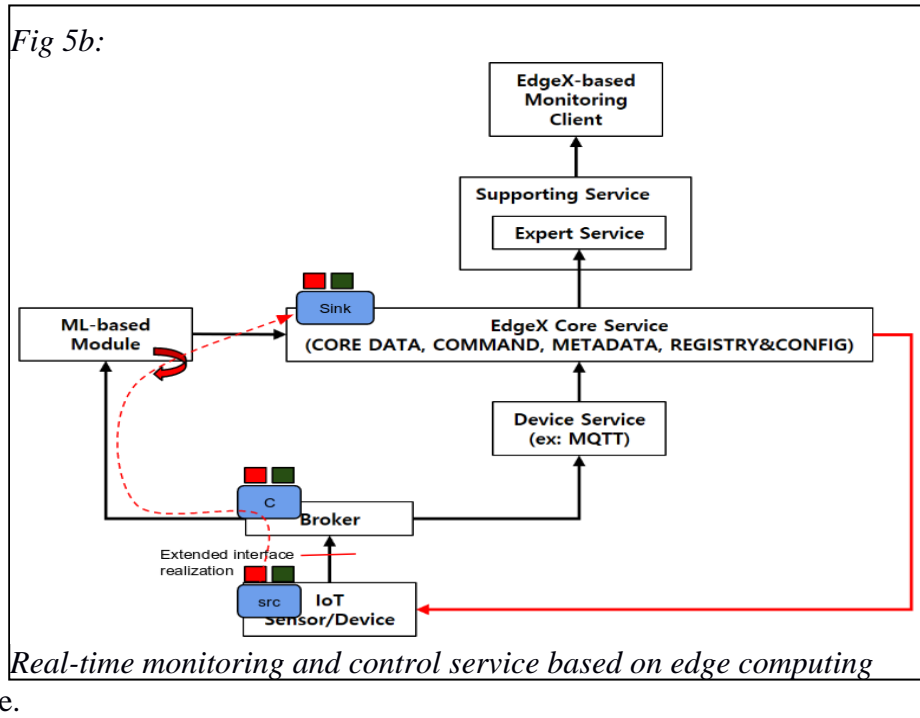 Fig 5b:
EdgeX-based
Monitoring
Client
Supporting Service
Expert Service
Sink
ML-based
Module
EdgeX Core Service
(CORE DATA, COMMAND, METADATA, REGISTRY&CONFIG)
Device Service
(ex: MQTT)
C
Broker
Extended interface
realization
src
IoT
Sensor/Device
Real-time monitoring and control service based on edge computing
e.